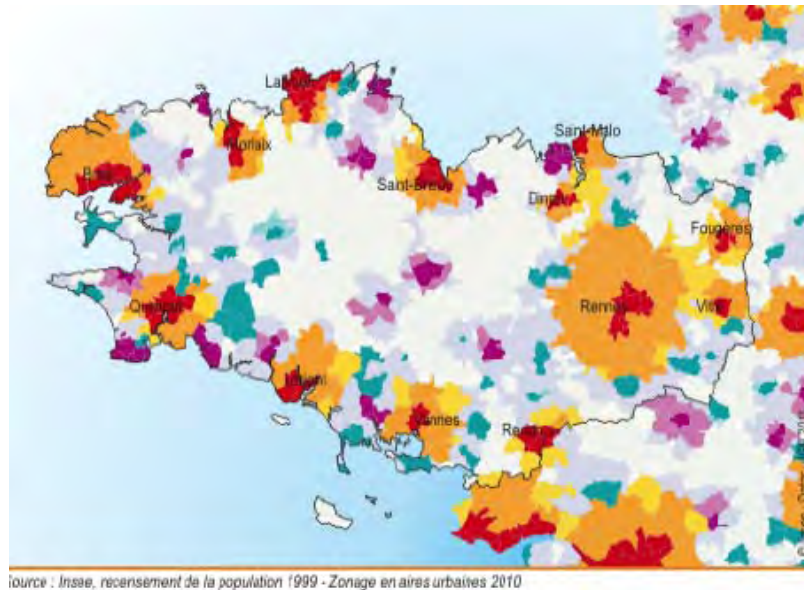 Lannion
Saint-Malo
Morlaix
Brest
Saint-Brieuc
Dinan
Fougères
Quimper
Rennes
Vitré
Lorient
Vannes
Redon
Source : Insee, recensement de la population 1999 - Zonage en aires urbaines 2010